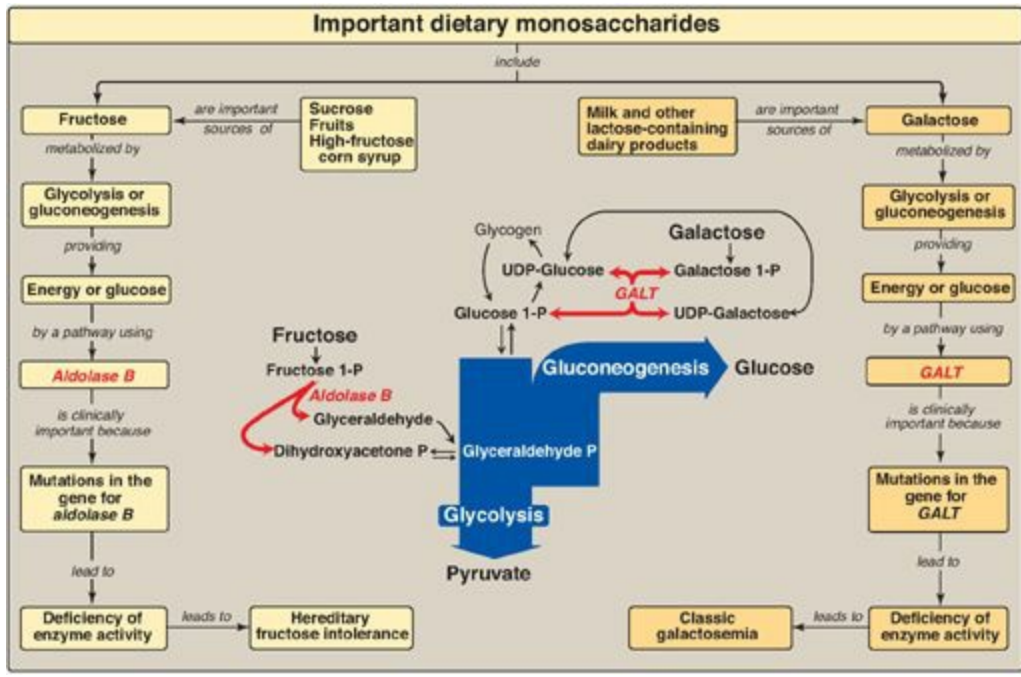 Important dietary monosaccharides
include
Fructose
are important
sources of
Sucrose
Fruits
High-fructose
corn syrup
Milk and other
lactose-containing
dairy products
are important
sources of
Galactose
metabolized by
Glycolysis or
gluconeogenesis
providing
Energy or glucose
by a pathway using
Aldolase B
is clinically
important because
Mutations in the
gene for
aldolase B
lead to
Deficiency of
enzyme activity
leads to
Hereditary
fructose intolerance
Glycogen
Galactose
UDP-Glucose
Galactose 1-P
GALT
Glucose 1-P
UDP-Galactose
Fructose
Fructose 1-P
Aldolase B
Glyceraldehyde
Dihydroxyacetone P
Glyceraldehyde P
Gluconeogenesis
Glucose
Glycolysis
Pyruvate
metabolized by
Glycolysis or
gluconeogenesis
providing
Energy or glucose
by a pathway using
GALT
is clinically
important because
Mutations in the
gene for
GALT
lead to
Deficiency of
enzyme activity
leads to
Classic
galactosemia